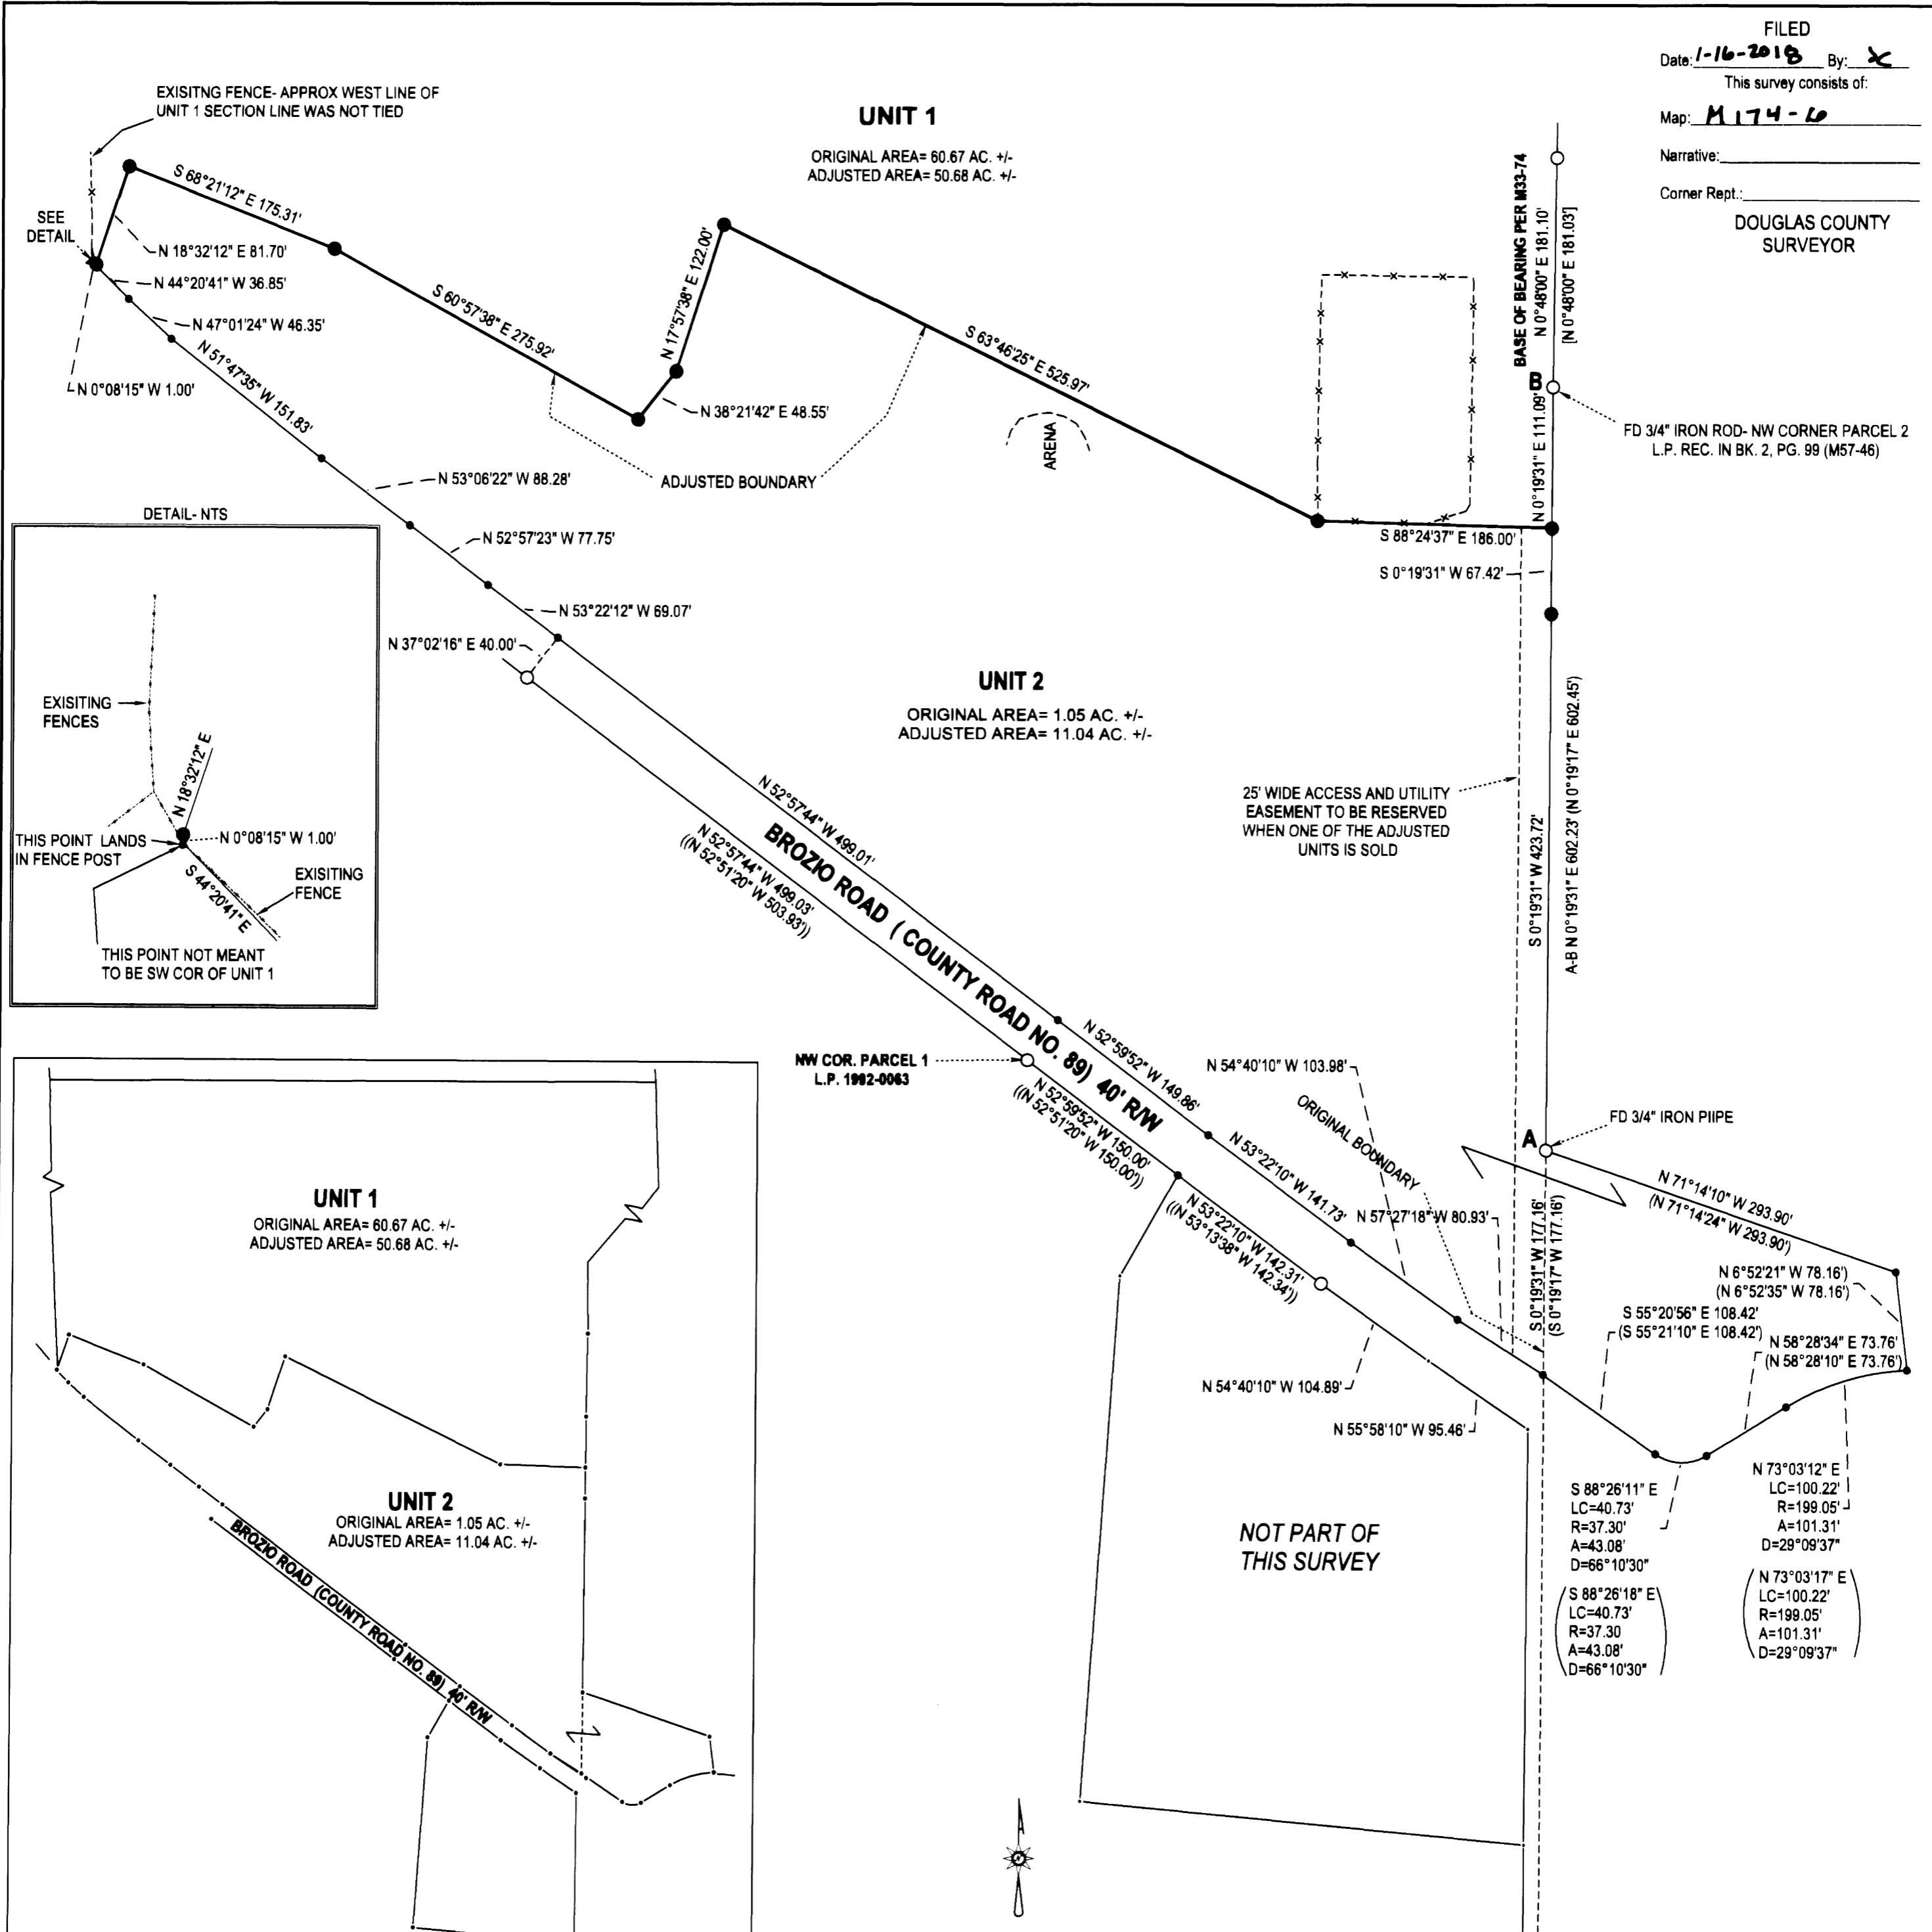 FILED
Date: 1-16-2018 By:
This survey consists of:
Map: M174-6
Narrative:
Corner Rept.:
DOUGLAS COUNTY
SURVEYOR
EXISITNG FENCE- APPROX WEST LINE OF
UNIT 1 SECTION LINE WAS NOT TIED
UNIT 1
ORIGINAL AREA= 60.67 AC. +/-
ADJUSTED AREA= 50.68 AC. +/-
SEE
DETAIL
S 68°21'12" E 175.31'
N 18°32'12" E 81.70'
N 44°20'41" W 36.85'
N 47°01'24" W 46.35'
N 0°08'15" W 1.00'
N 51°47'35" W 151.83'
S 60°57'38" E 275.92'
N 17°57'38" E 122.00'
N 38°21'42" E 48.55'
S 63°46'25" E 525.97'
ADJUSTED BOUNDARY
ARENA
BASE OF BEARING PER M33-74
N 0°48'00" E 181.10'
[N 0°48'00" E 181.03']
B
N 0°19'31" E 111.09'
FD 3/4" IRON ROD- NW CORNER PARCEL 2
L.P. REC. IN BK. 2, PG. 99 (M57-46)
N 53°06'22" W 88.28'
N 52°57'23" W 77.75'
N 53°22'12" W 69.07'
N 37°02'16" E 40.00'
S 88°24'37" E 186.00'
S 0°19'31" W 67.42'
DETAIL- NTS
EXISITING
FENCES
N 18°32'12" E
THIS POINT LANDS
IN FENCE POST
N 0°08'15" W 1.00'
S 44°20'41" E
EXISITING
FENCE
THIS POINT NOT MEANT
TO BE SW COR OF UNIT 1
UNIT 2
ORIGINAL AREA= 1.05 AC. +/-
ADJUSTED AREA= 11.04 AC. +/-
25' WIDE ACCESS AND UTILITY
EASEMENT TO BE RESERVED
WHEN ONE OF THE ADJUSTED
UNITS IS SOLD
S 0°19'31" W 423.72'
A-B N 0°19'31" E 602.23' (N 0°19'17" E 602.45')
N 52°57'44" W 499.01'
BROZIO ROAD ( COUNTY ROAD NO. 89) 40' R/W
N 52°57'44" W 499.03'
((N 52°51'20" W 503.93'))
NW COR. PARCEL 1
L.P. 1992-0063
N 52°59'52" W 149.86'
N 52°59'52" W 150.00'
((N 52°51'20" W 150.00'))
N 54°40'10" W 103.98'
ORIGINAL BOUNDARY
A
FD 3/4" IRON PIIPE
N 53°22'10" W 141.73'
N 57°27'18" W 80.93'
N 53°22'10" W 142.31'
((N 53°13'38" W 142.34'))
S 0°19'31" W 177.16'
(S 0°19'17" W 177.16')
N 71°14'10" W 293.90'
(N 71°14'24" W 293.90')
N 6°52'21" W 78.16')
(N 6°52'35" W 78.16')
S 55°20'56" E 108.42'
(S 55°21'10" E 108.42')
N 58°28'34" E 73.76'
(N 58°28'10" E 73.76')
N 54°40'10" W 104.89'
N 55°58'10" W 95.46'
S 88°26'11" E
LC=40.73'
R=37.30'
A=43.08'
D=66°10'30"
(S 88°26'18" E
LC=40.73'
R=37.30
A=43.08'
D=66°10'30")
N 73°03'12" E
LC=100.22'
R=199.05'
A=101.31'
D=29°09'37"
(N 73°03'17" E
LC=100.22'
R=199.05'
A=101.31'
D=29°09'37")
NOT PART OF
THIS SURVEY
UNIT 1
ORIGINAL AREA= 60.67 AC. +/-
ADJUSTED AREA= 50.68 AC. +/-
UNIT 2
ORIGINAL AREA= 1.05 AC. +/-
ADJUSTED AREA= 11.04 AC. +/-
BROZIO ROAD (COUNTY ROAD NO. 89) 40' R/W